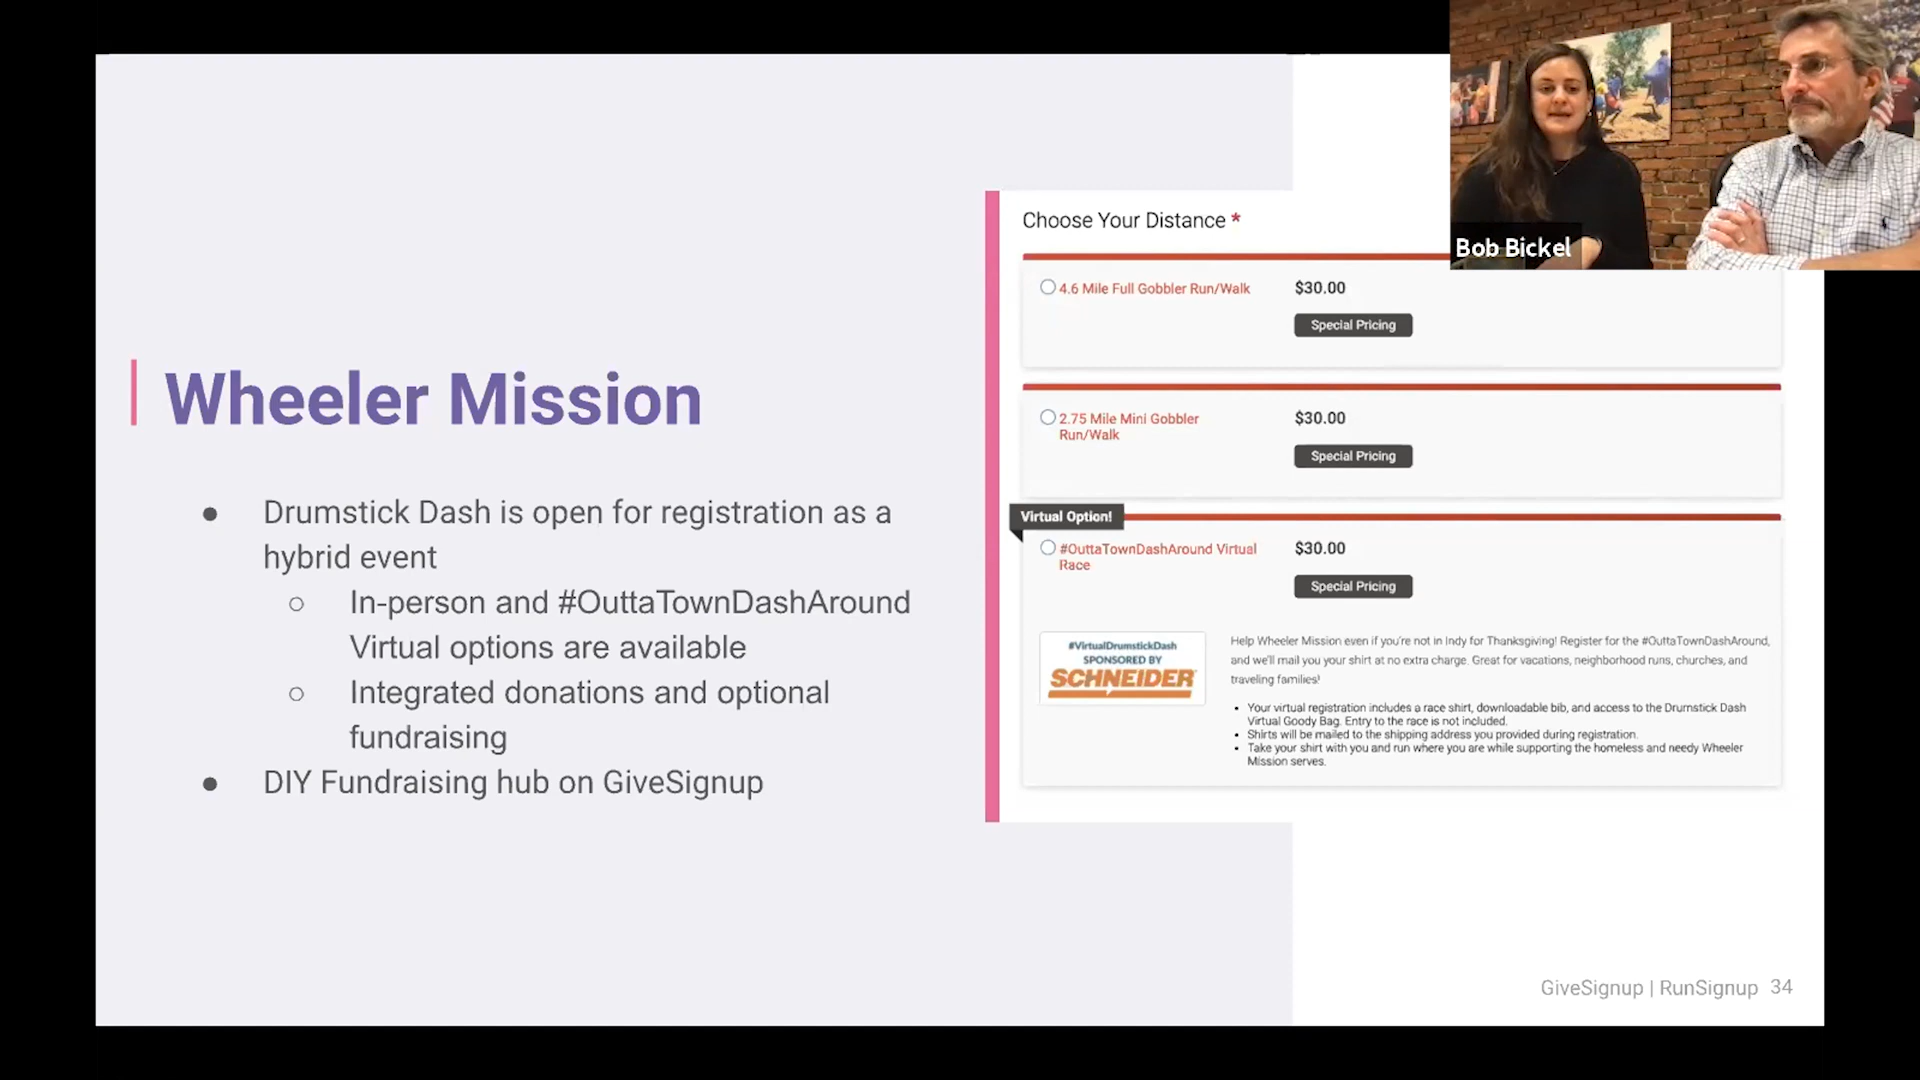 Wheeler Mission
● Drumstick Dash is open for registration as a
hybrid event
○ In-person and #OuttaTownDashAround
Virtual options are available
○ Integrated donations and optional
fundraising
● DIY Fundraising hub on GiveSignup
Choose Your Distance *
4.6 Mile Full Gobbler Run/Walk
$30.00
Special Pricing
2.75 Mile Mini Gobbler
Run/Walk
$30.00
Special Pricing
Virtual Option!
#OuttaTownDashAround Virtual
Race
$30.00
Special Pricing
#VirtualDrumstickDash
SPONSORED BY
SCHNEIDER
Help Wheeler Mission even if you're not in Indy for Thanksgiving! Register for the #OuttaTownDashAround,
and we'll mail you your shirt at no extra charge. Great for vacations, neighborhood runs, churches, and
traveling families!
• Your virtual registration includes a race shirt, downloadable bib, and access to the Drumstick Dash
Virtual Goody Bag. Entry to the race is not included.
• Shirts will be mailed to the shipping address you provided during registration.
• Take your shirt with you and run where you are while supporting the homeless and needy Wheeler
Mission serves.
Bob Bickel
GiveSignup | RunSignup 34